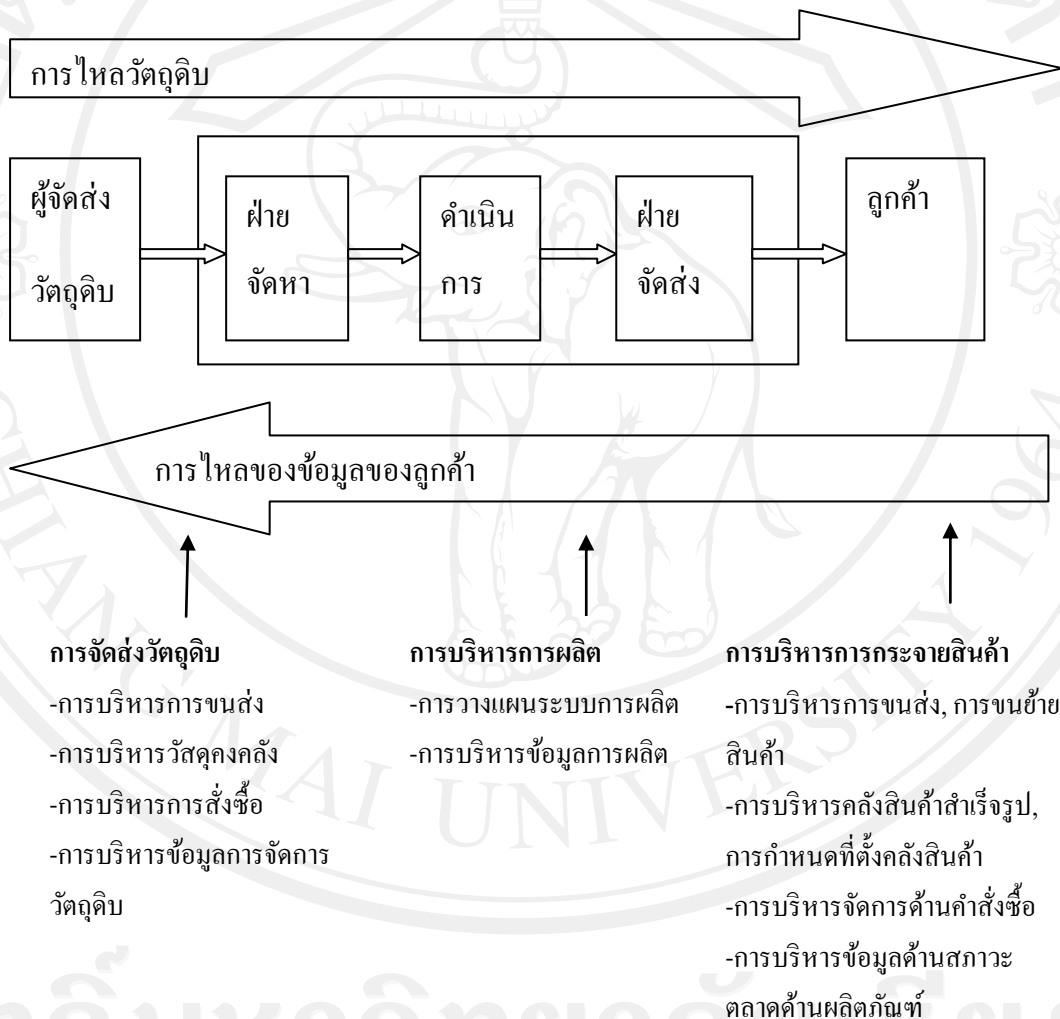 การไหลวัตถุดิบ
ผู้จัดส่ง
วัตถุดิบ
ฝ่าย
จัดหา
ดำเนิน
การ
ฝ่าย
จัดส่ง
ลูกค้า
การไหลของข้อมูลของลูกค้า
การจัดส่งวัตถุดิบ
-การบริหารการขนส่ง
-การบริหารวัสดุคงคลัง
-การบริหารการสั่งซื้อ
-การบริหารข้อมูลการจัดการ
วัตถุดิบ
การบริหารการผลิต
-การวางแผนระบบการผลิต
-การบริหารข้อมูลการผลิต
การบริหารการกระจายสินค้า
-การบริหารการขนส่ง, การขนย้าย
สินค้า
-การบริหารคลังสินค้าสำเร็จรูป,
การกำหนดที่ตั้งคลังสินค้า
-การบริหารจัดการด้านคำสั่งซื้อ
-การบริหารข้อมูลด้านสภาวะ
ตลาดด้านผลิตภัณฑ์
CHIANG MAI UNIVERSITY 1964